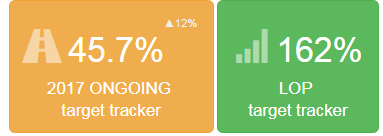 ▲12%
45.7%
2017 ONGOING
target tracker
162%
LOP
target tracker